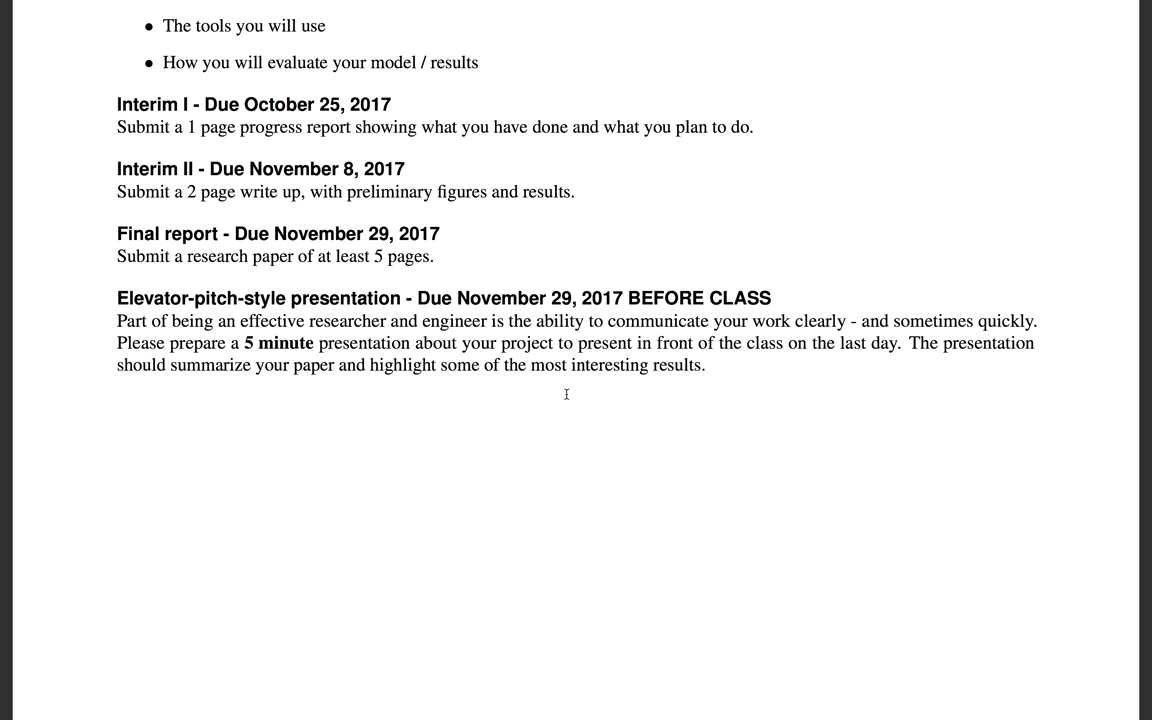 • The tools you will use
• How you will evaluate your model / results
Interim I - Due October 25, 2017
Submit a 1 page progress report showing what you have done and what you plan to do.
Interim II - Due November 8, 2017
Submit a 2 page write up, with preliminary figures and results.
Final report - Due November 29, 2017
Submit a research paper of at least 5 pages.
Elevator-pitch-style presentation - Due November 29, 2017 BEFORE CLASS
Part of being an effective researcher and engineer is the ability to communicate your work clearly - and sometimes quickly.
Please prepare a 5 minute presentation about your project to present in front of the class on the last day. The presentation
should summarize your paper and highlight some of the most interesting results.